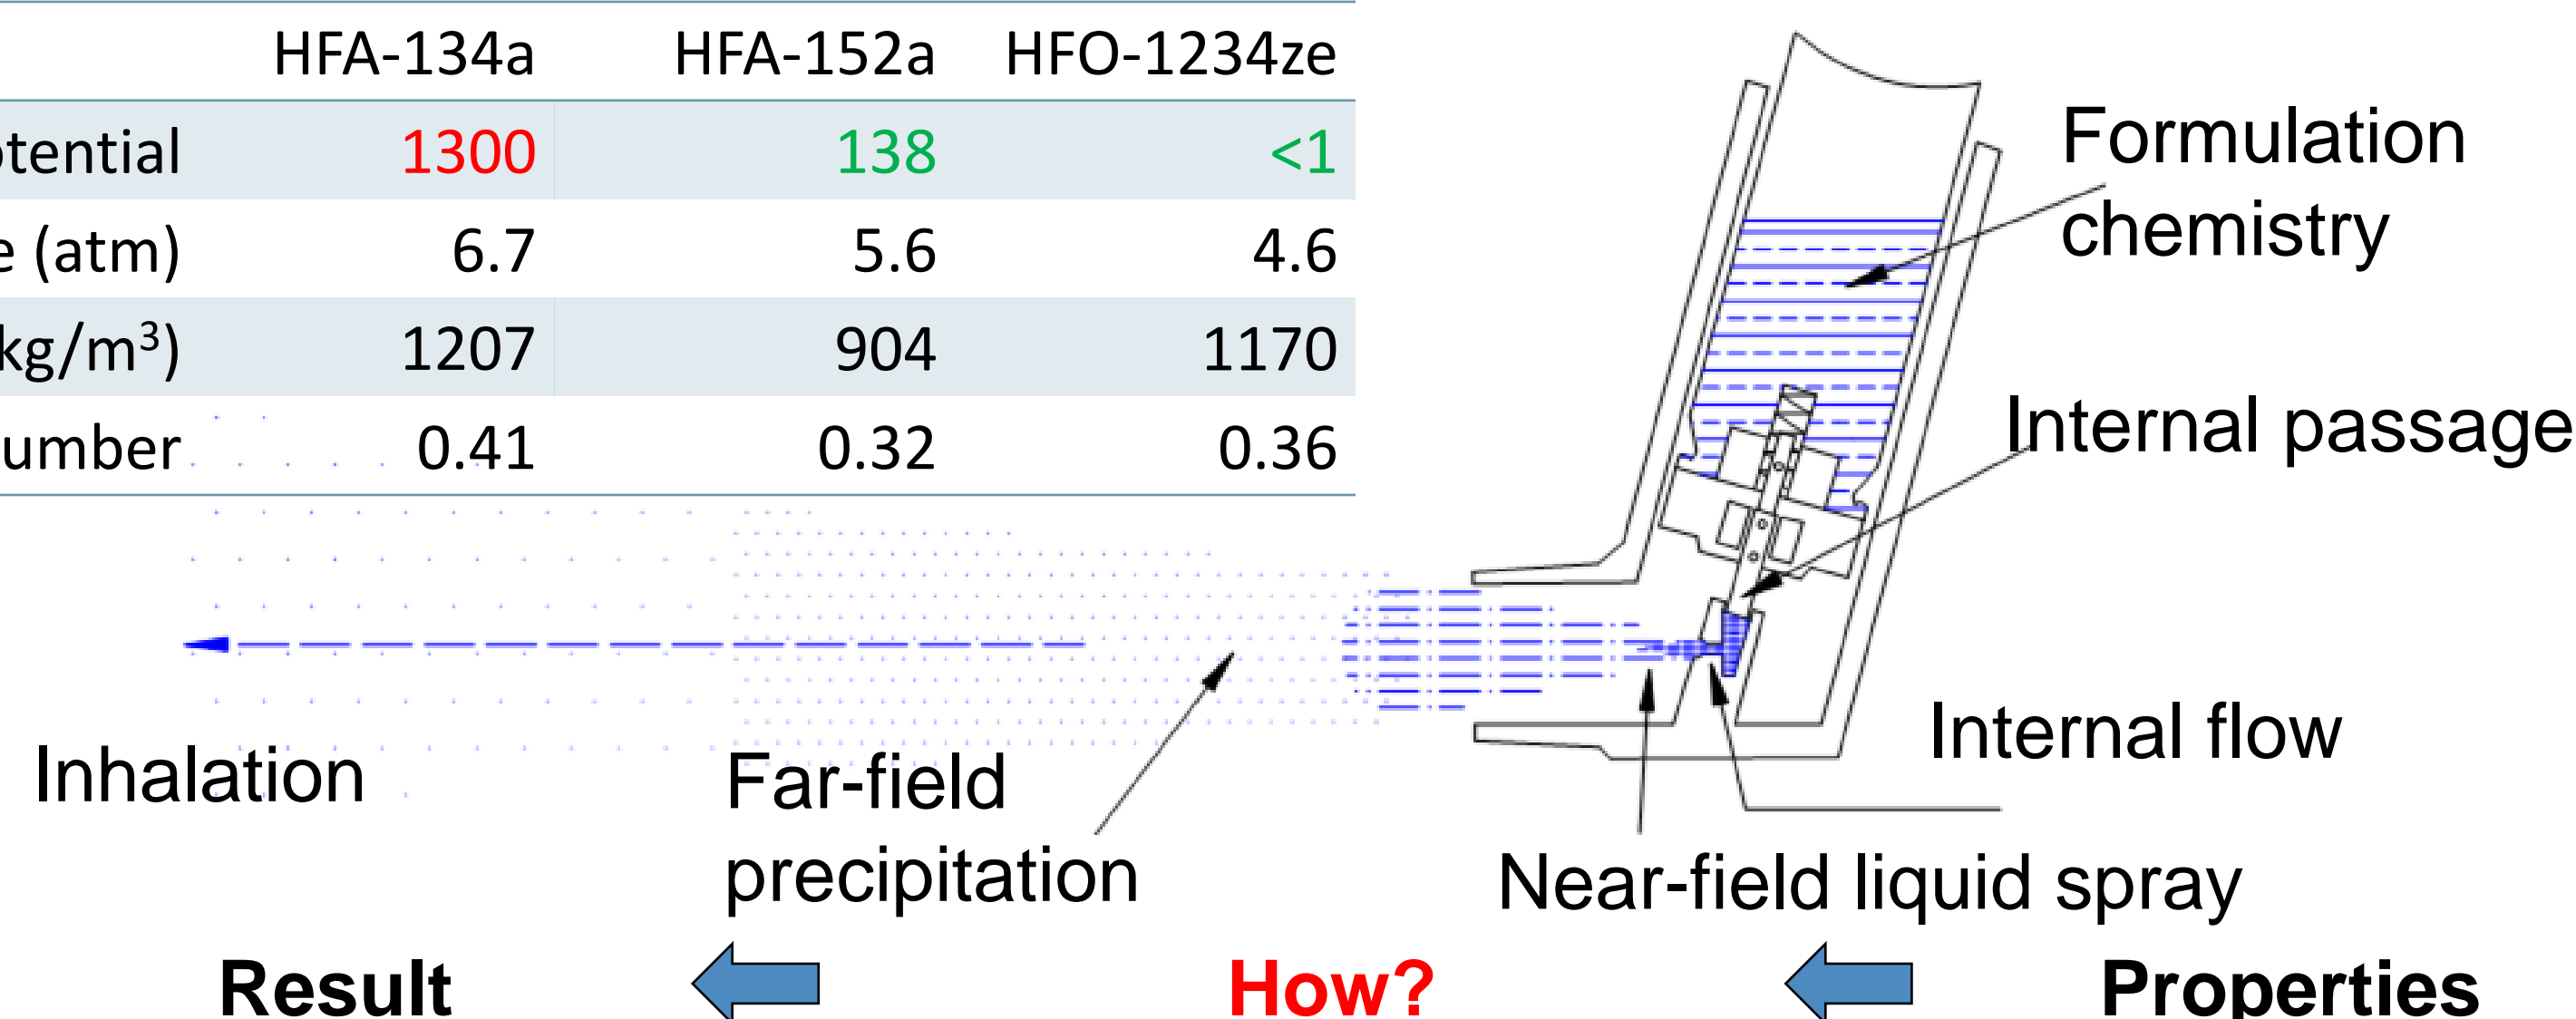 HFA-134a HFA-152a HFO-1234ze
otential 1300 138 <1
e (atm) 6.7 5.6 4.6
kg/m³) 1207 904 1170
umber 0.41 0.32 0.36
Formulation
chemistry
Internal passage
Internal flow
Inhalation
Far-field
precipitation
Near-field liquid spray
Result How? Properties